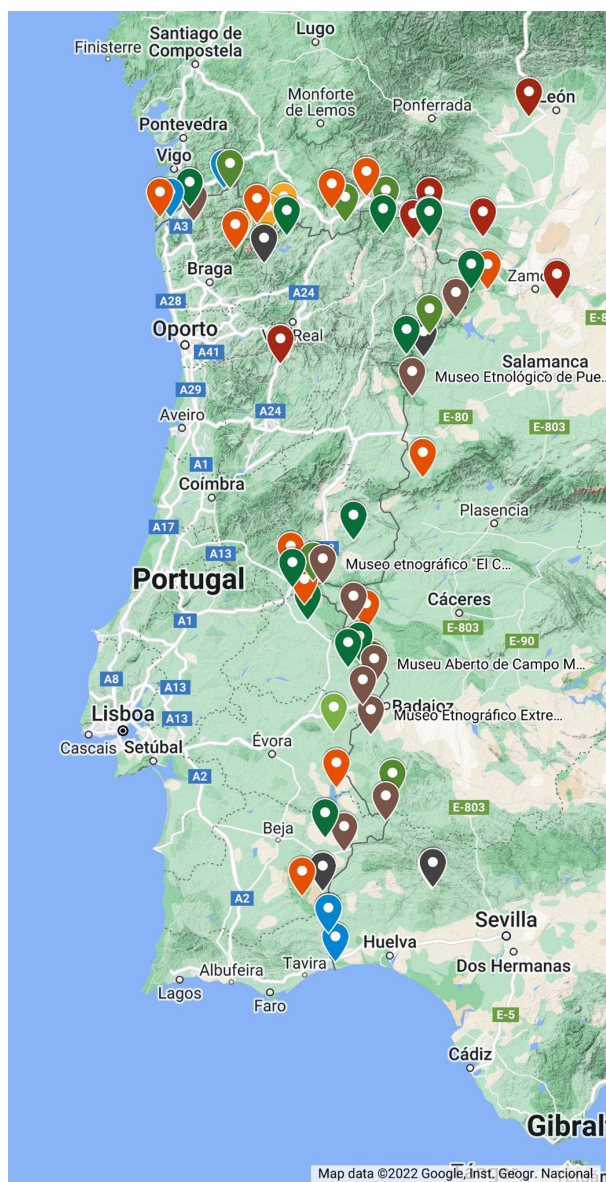 Santiago de
Compostela
Lugo
Finisterre
Monforte
de Lemos
Ponferrada
León
Pontevedra
Vigo
A3
Braga
A28
A24
Zam
E-8
Oporto
Real
A41
Salamanca
Museo Etnológico de Pue...
A29
Aveiro
A24
E-80
E-803
A1
Coímbra
Plasencia
A17
A13
Museo etnográfico "El C...
Portugal
Cáceres
A1
E-803
E-90
Museu Aberto de Campo M...
A8
A13
Badajoz
Lisboa
A13
Museo Etnográfico Extre...
Cascais
Setúbal
Évora
A2
E-803
Beja
A2
Sevilla
Huelva
Dos Hermanas
Tavira
Albufeira
Lagos
Faro
E-5
Cádiz
Gibral
Map data ©2022 Google, Inst. Geogr. Nacional